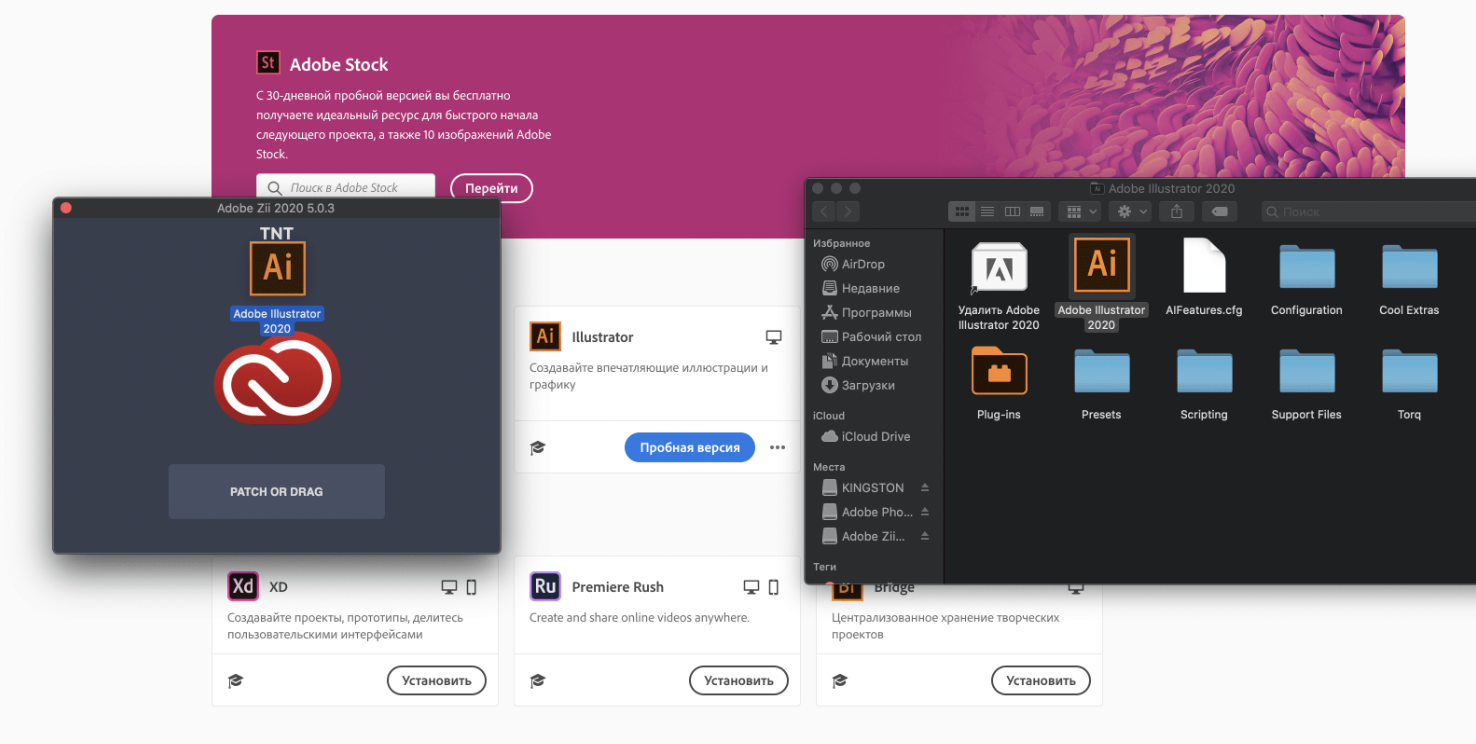 St Adobe Stock
С 30-дневной пробной версией вы бесплатно
получаете идеальный ресурс для быстрого начала
следующего проекта, а также 10 изображений Adobe
Stock.
Поиск в Adobe Stock
Перейти
Adobe Zii 2020 5.0.3
TNT
Ai
Adobe Illustrator
2020
PATCH OR DRAG
Ai Illustrator
Создавайте впечатляющие иллюстрации и
графику
Пробная версия
Adobe Illustrator 2020
Поиск
Избранное
AirDrop
Недавние
Программы
Рабочий стол
Документы
Загрузки
iCloud
iCloud Drive
Места
KINGSTON
Adobe Pho...
Adobe Zii...
Теги
Удалить Adobe
Illustrator 2020
Ai
Adobe Illustrator
2020
AIFeatures.cfg
Configuration
Cool Extras
Plug-ins
Presets
Scripting
Support Files
Torq
Xd XD
Создавайте проекты, прототипы, делитесь
пользовательскими интерфейсами
Установить
Ru Premiere Rush
Create and share online videos anywhere.
Установить
Br Bridge
Централизованное хранение творческих
проектов
Установить